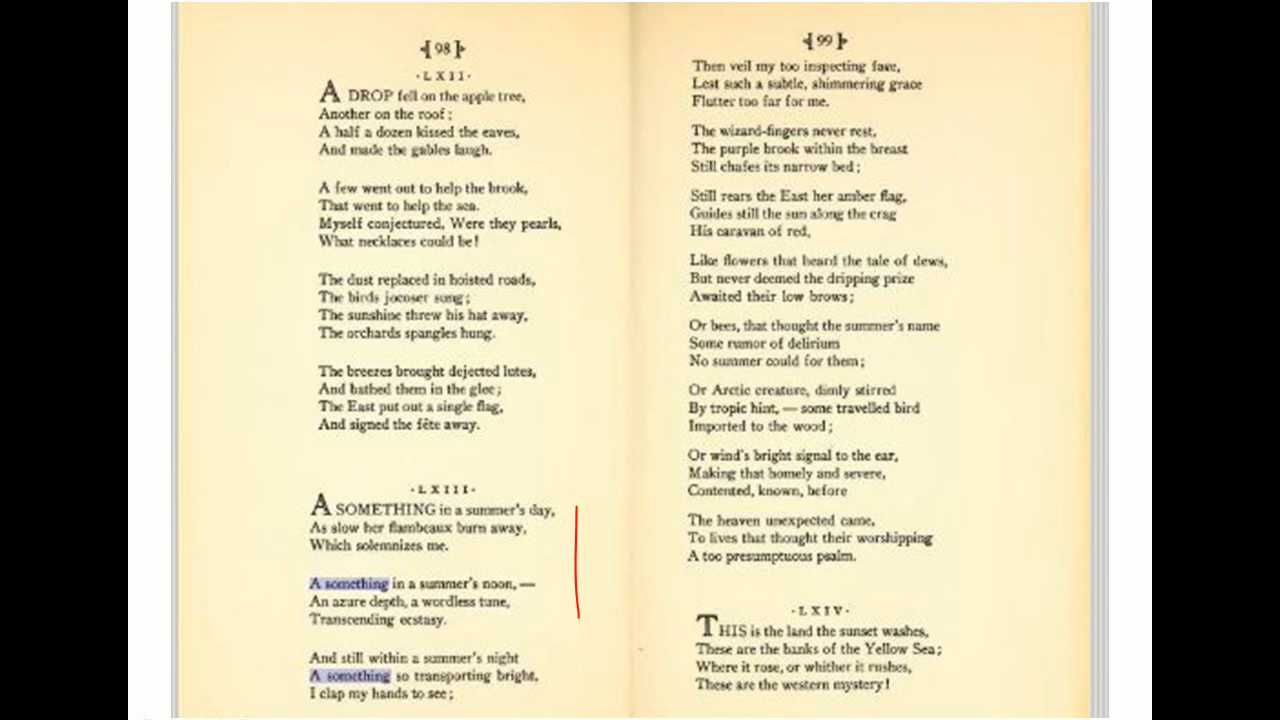 98
·LXII·
A DROP fell on the apple tree,
Another on the roof;
A half a dozen kissed the eaves,
And made the gables laugh.
A few went out to help the brook,
That went to help the sea.
Myself conjectured, Were they pearls,
What necklaces could be!
The dust replaced in hoisted roads,
The birds jocoser sung;
The sunshine threw his hat away,
The orchards spangles hung.
The breezes brought dejected lutes,
And bathed them in the glee;
The East put out a single flag,
And signed the fête away.
·LXIII·
A SOMETHING in a summer's day,
As slow her flambeaux burn away,
Which solemnizes me.
A something in a summer's noon, —
An azure depth, a wordless tune,
Transcending ecstasy.
And still within a summer's night
A something so transporting bright,
I clap my hands to see;
99
Then veil my too inspecting face,
Lest such a subtle, shimmering grace
Flutter too far for me.
The wizard-fingers never rest,
The purple brook within the breast
Still chafes its narrow bed;
Still rears the East her amber flag,
Guides still the sun along the crag
His caravan of red,
Like flowers that heard the tale of dews,
But never deemed the dripping prize
Awaited their low brows;
Or bees, that thought the summer's name
Some rumor of delirium
No summer could for them;
Or Arctic creature, dimly stirred
By tropic hint, — some travelled bird
Imported to the wood;
Or wind's bright signal to the ear,
Making that homely and severe,
Contented, known, before
The heaven unexpected came,
To lives that thought their worshipping
A too presumptuous psalm.
·LXIV·
THIS is the land the sunset washes,
These are the banks of the Yellow Sea;
Where it rose, or whither it rushes,
These are the western mystery!